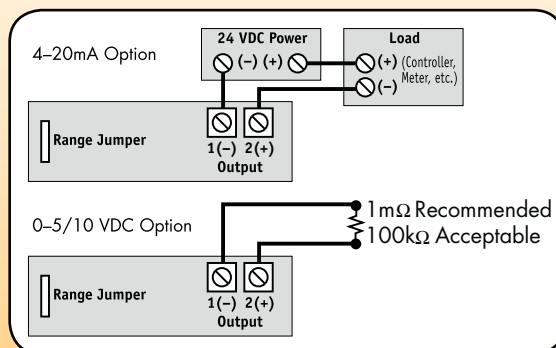 4–20mA Option
24 VDC Power
(–) (+)
Load
(+) (Controller,
Meter, etc.)
(–)
Range Jumper
1(–) 2(+)
Output
0–5/10 VDC Option
1mΩ Recommended
100kΩ Acceptable
Range Jumper
1(–) 2(+)
Output